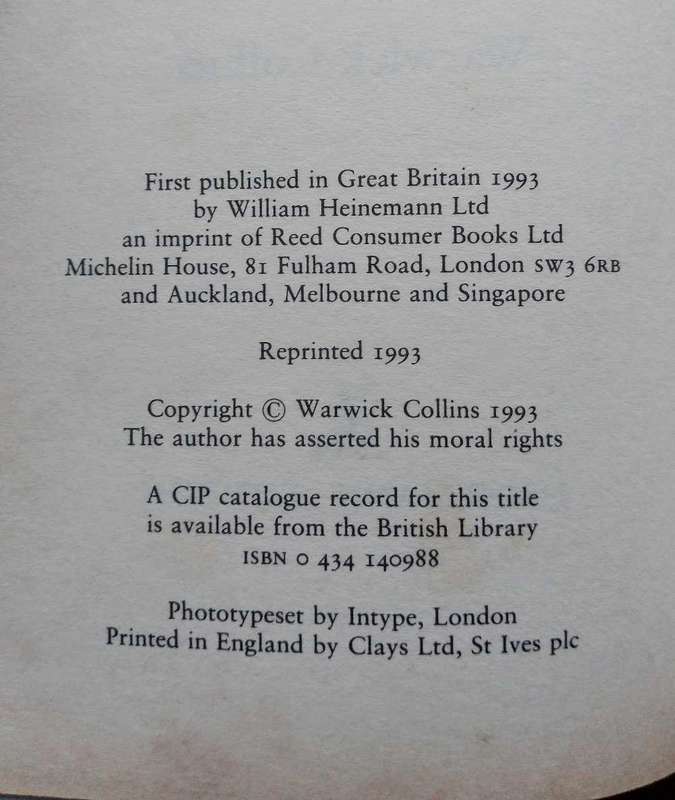 First published in Great Britain 1993
by William Heinemann Ltd
an imprint of Reed Consumer Books Ltd
Michelin House, 81 Fulham Road, London SW3 6RB
and Auckland, Melbourne and Singapore
Reprinted 1993
Copyright © Warwick Collins 1993
The author has asserted his moral rights
A CIP catalogue record for this title
is available from the British Library
ISBN 0 434 140988
Phototypeset by Intype, London
Printed in England by Clays Ltd, St Ives plc